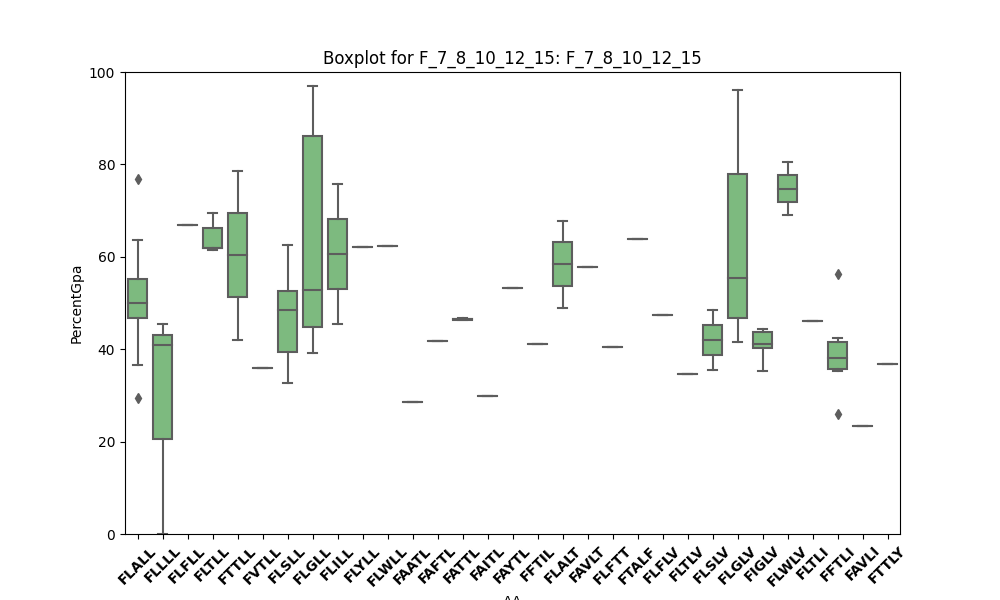 Boxplot for F_7_8_10_12_15: F_7_8_10_12_15
100
80
60
40
20
0
PercentGpa
FLALL
FLLLL
FLFLL
FLTLL
FTTLL
FVTLL
FLSLL
FLGLL
FLILL
FLYLL
FLWLL
FAATL
FAFTL
FATTL
FAITL
FAYTL
FFTIL
FLALT
FAVLT
FLFTT
FTALF
FLFLV
FLTLV
FLSLV
FLGLV
FIGLV
FLWLV
FLTLI
FFTLI
FAVLI
FTTLY